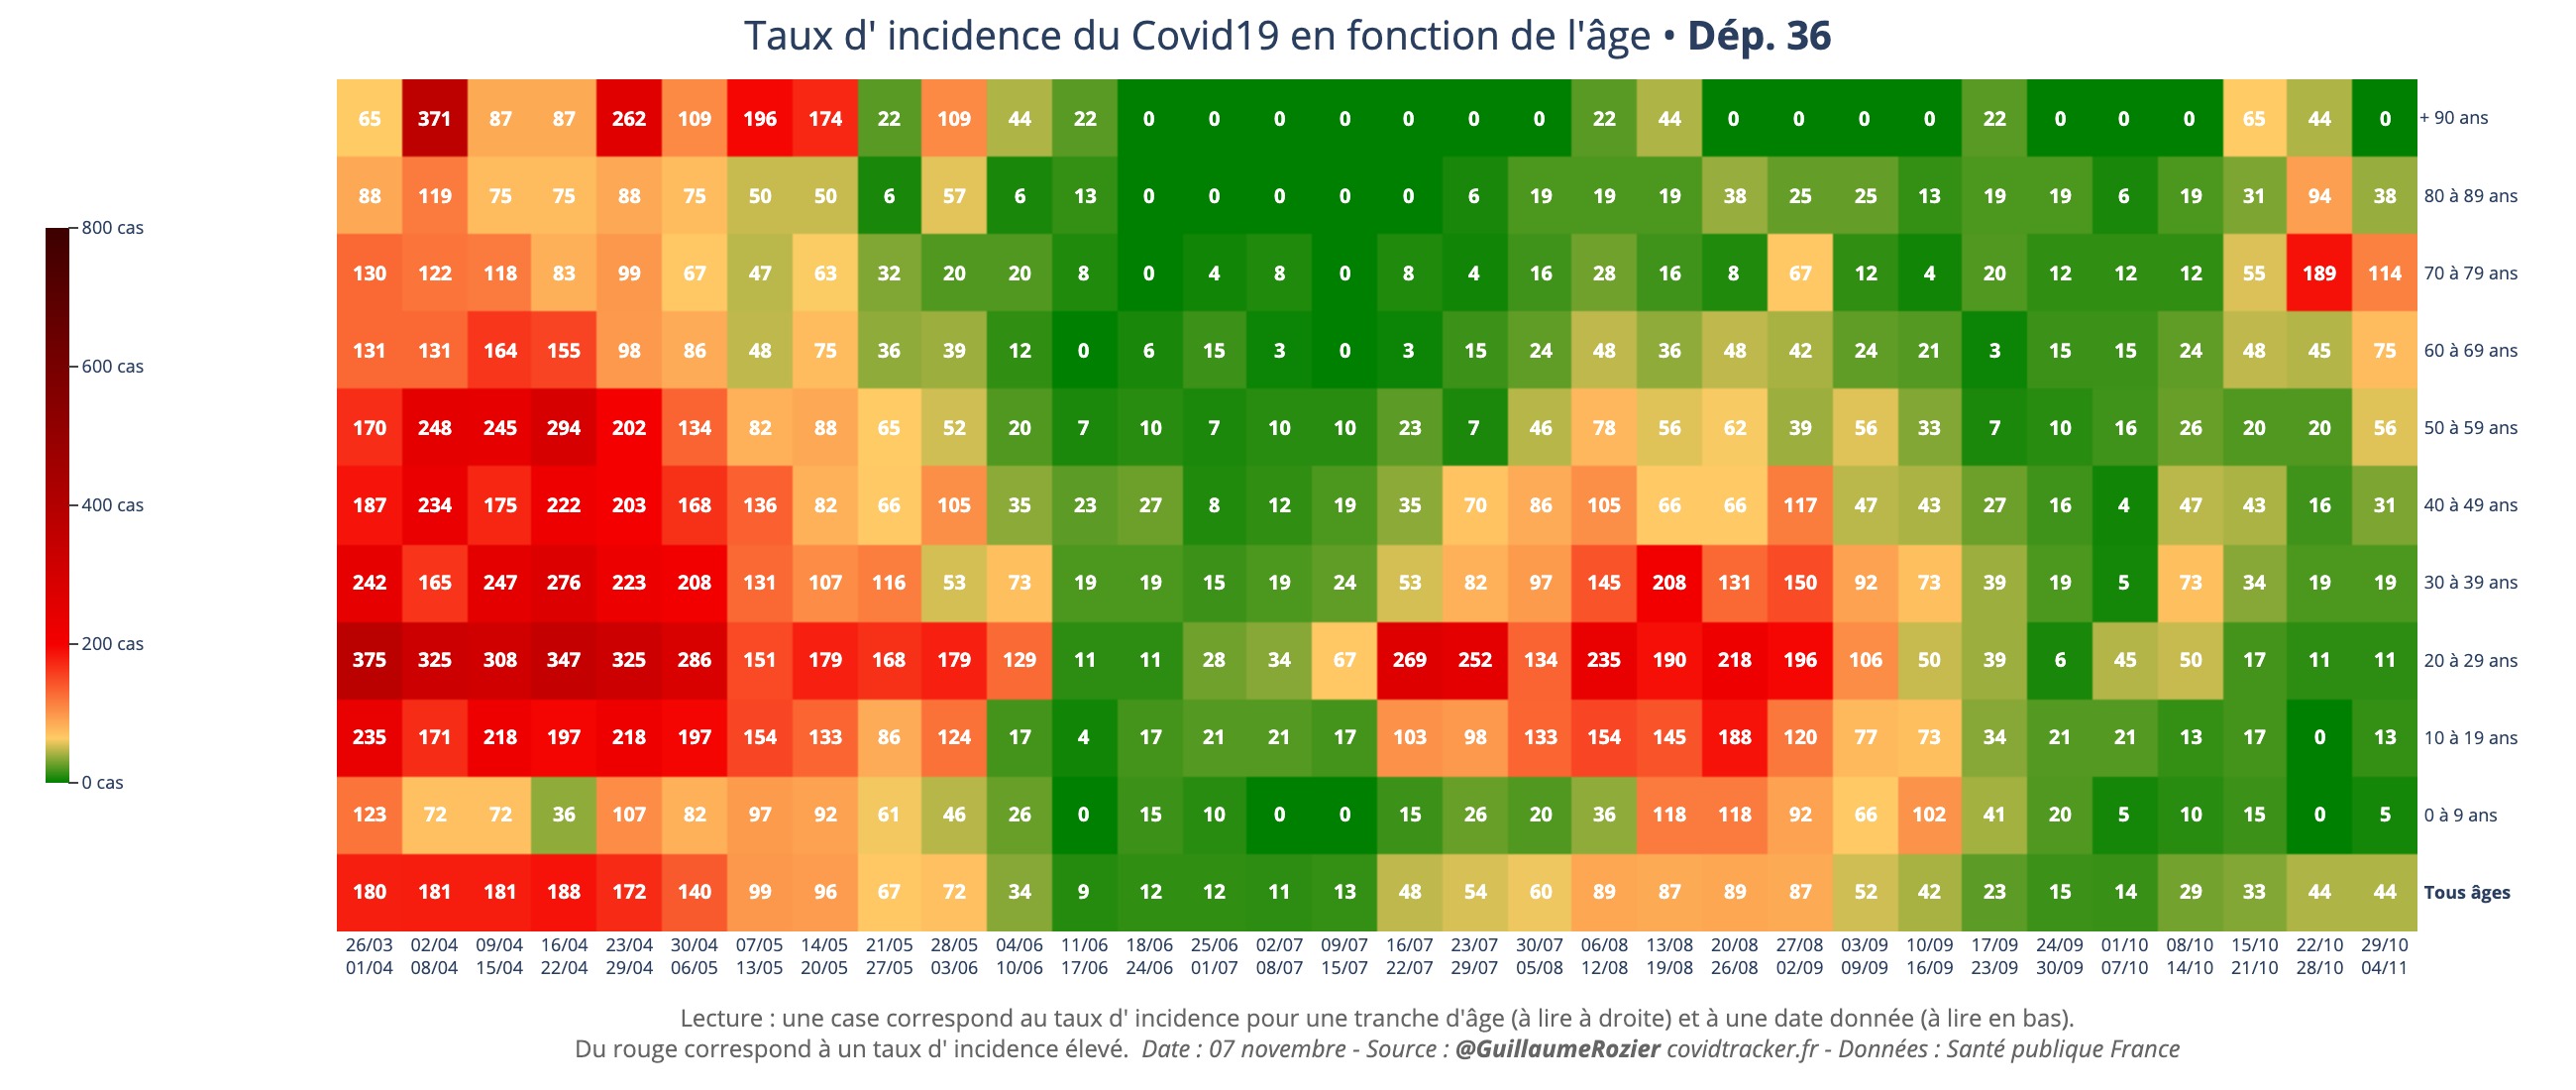 Taux d' incidence du Covid19 en fonction de l'âge • Dép. 36
800 cas
600 cas
400 cas
200 cas
0 cas
65 371 87 87 262 109 196 174 22 109 44 22 0 0 0 0 0 0 0 22 44 0 0 0 0 22 0 0 0 65 44 0 + 90 ans
88 119 75 75 88 75 50 50 6 57 6 13 0 0 0 0 0 6 19 19 19 38 25 25 13 19 19 6 19 31 94 38 80 à 89 ans
130 122 118 83 99 67 47 63 32 20 20 8 0 4 8 0 8 4 16 28 16 8 67 12 4 20 12 12 12 55 189 114 70 à 79 ans
131 131 164 155 98 86 48 75 36 39 12 0 6 15 3 0 3 15 24 48 36 48 42 24 21 3 15 15 24 48 45 75 60 à 69 ans
170 248 245 294 202 134 82 88 65 52 20 7 10 7 10 10 23 7 46 78 56 62 39 56 33 7 10 16 26 20 20 56 50 à 59 ans
187 234 175 222 203 168 136 82 66 105 35 23 27 8 12 19 35 70 86 105 66 66 117 47 43 27 16 4 47 43 16 31 40 à 49 ans
242 165 247 276 223 208 131 107 116 53 73 19 19 15 19 24 53 82 97 145 208 131 150 92 73 39 19 5 73 34 19 19 30 à 39 ans
375 325 308 347 325 286 151 179 168 179 129 11 11 28 34 67 269 252 134 235 190 218 196 106 50 39 6 45 50 17 11 11 20 à 29 ans
235 171 218 197 218 197 154 133 86 124 17 4 17 21 21 17 103 98 133 154 145 188 120 77 73 34 21 21 13 17 0 13 10 à 19 ans
123 72 72 36 107 82 97 92 61 46 26 0 15 10 0 0 15 26 20 36 118 118 92 66 102 41 20 5 10 15 0 5 0 à 9 ans
180 181 181 188 172 140 99 96 67 72 34 9 12 12 11 13 48 54 60 89 87 89 87 52 42 23 15 14 29 33 44 44 Tous âges
26/03 02/04 09/04 16/04 23/04 30/04 07/05 14/05 21/05 28/05 04/06 11/06 18/06 25/06 02/07 09/07 16/07 23/07 30/07 06/08 13/08 20/08 27/08 03/09 10/09 17/09 24/09 01/10 08/10 15/10 22/10 29/10
01/04 08/04 15/04 22/04 29/04 06/05 13/05 20/05 27/05 03/06 10/06 17/06 24/06 01/07 08/07 15/07 22/07 29/07 05/08 12/08 19/08 26/08 02/09 09/09 16/09 23/09 30/09 07/10 14/10 21/10 28/10 04/11
Lecture : une case correspond au taux d' incidence pour une tranche d'âge (à lire à droite) et à une date donnée (à lire en bas).
Du rouge correspond à un taux d' incidence élevé. Date : 07 novembre - Source : @GuillaumeRozier covidtracker.fr - Données : Santé publique France